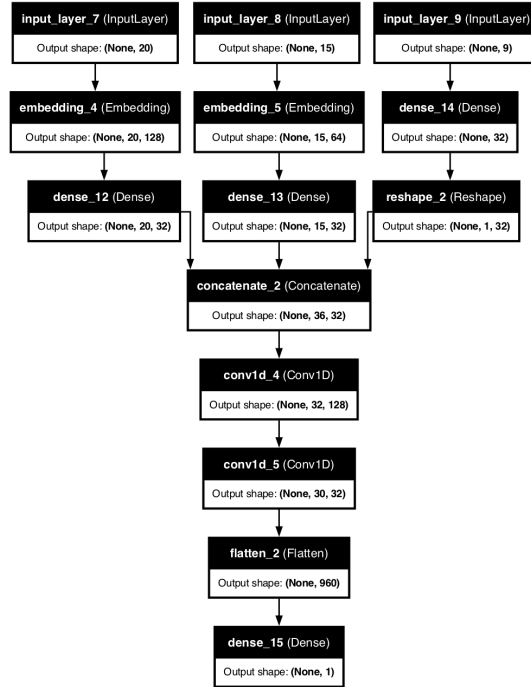 input_layer_7 (InputLayer)
Output shape: (None, 20)
input_layer_8 (InputLayer)
Output shape: (None, 15)
input_layer_9 (InputLayer)
Output shape: (None, 9)
embedding_4 (Embedding)
Output shape: (None, 20, 128)
embedding_5 (Embedding)
Output shape: (None, 15, 64)
dense_14 (Dense)
Output shape: (None, 32)
dense_12 (Dense)
Output shape: (None, 20, 32)
dense_13 (Dense)
Output shape: (None, 15, 32)
reshape_2 (Reshape)
Output shape: (None, 1, 32)
concatenate_2 (Concatenate)
Output shape: (None, 36, 32)
conv1d_4 (Conv1D)
Output shape: (None, 32, 128)
conv1d_5 (Conv1D)
Output shape: (None, 30, 32)
flatten_2 (Flatten)
Output shape: (None, 960)
dense_15 (Dense)
Output shape: (None, 1)